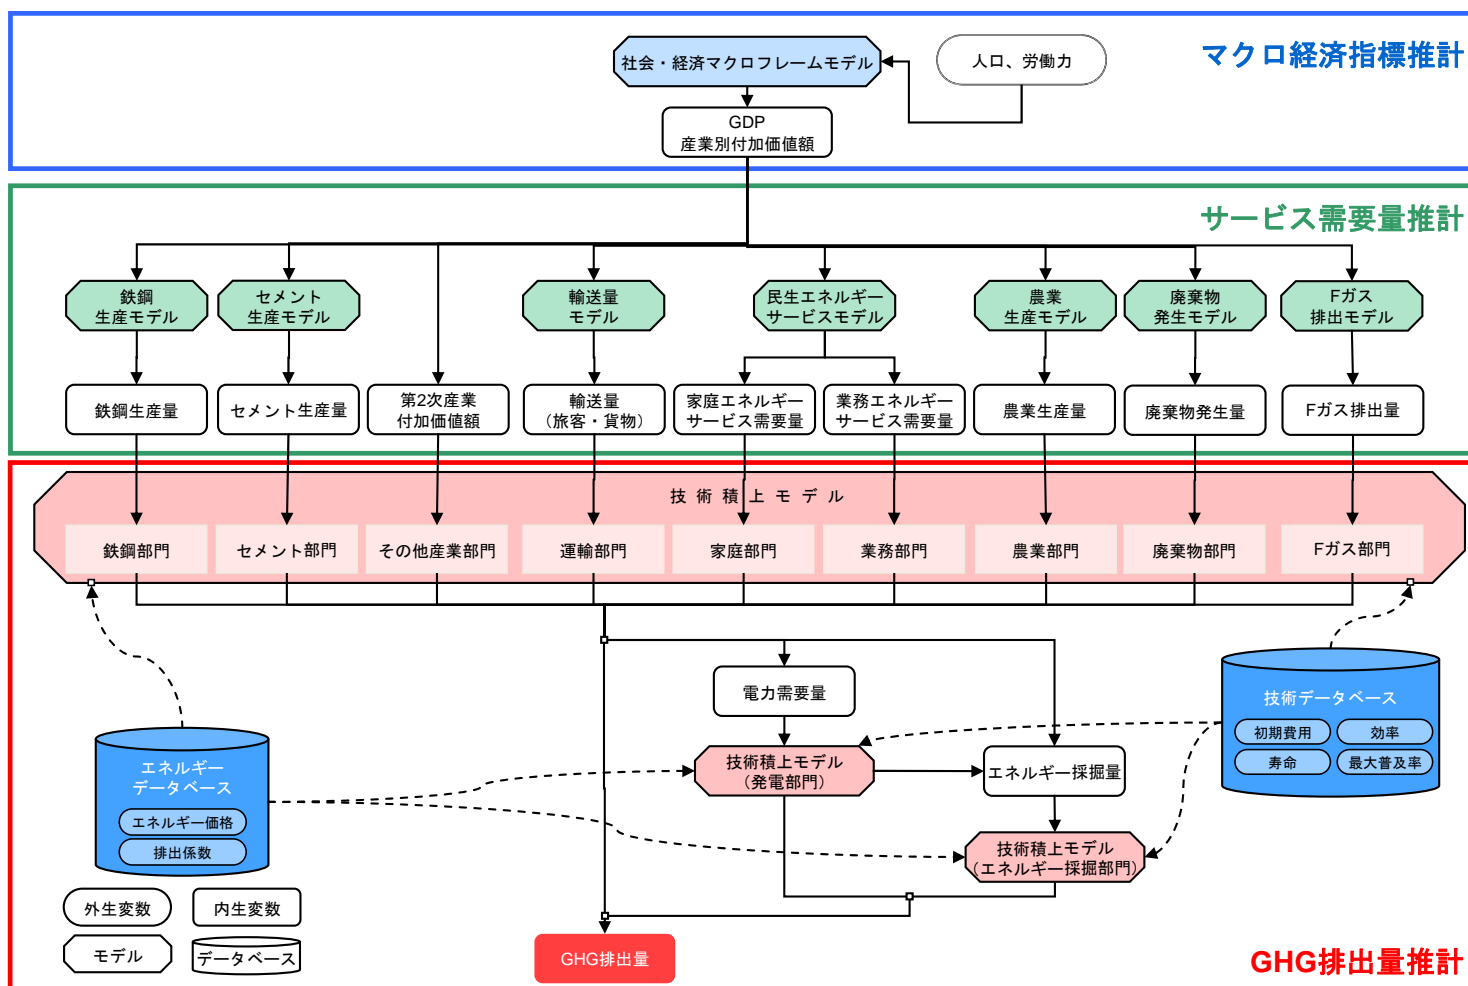 マクロ経済指標推計
社会・経済マクロフレームモデル
人口、労働力
GDP
産業別付加価値額
サービス需要量推計
鉄鋼
生産モデル
セメント
生産モデル
輸送量
モデル
民生エネルギー
サービスモデル
農業
生産モデル
廃棄物
発生モデル
Fガス
排出モデル
鉄鋼生産量
セメント生産量
第2次産業
付加価値額
輸送量
（旅客・貨物）
家庭エネルギー
サービス需要量
業務エネルギー
サービス需要量
農業生産量
廃棄物発生量
Fガス排出量
技術積上モデル
鉄鋼部門
セメント部門
その他産業部門
運輸部門
家庭部門
業務部門
農業部門
廃棄物部門
Fガス部門
電力需要量
技術データベース
初期費用
効率
寿命
最大普及率
技術積上モデル
（発電部門）
エネルギー採掘量
エネルギー
データベース
エネルギー価格
排出係数
技術積上モデル
（エネルギー採掘部門）
外生変数
内生変数
モデル
データベース
GHG排出量
GHG排出量推計